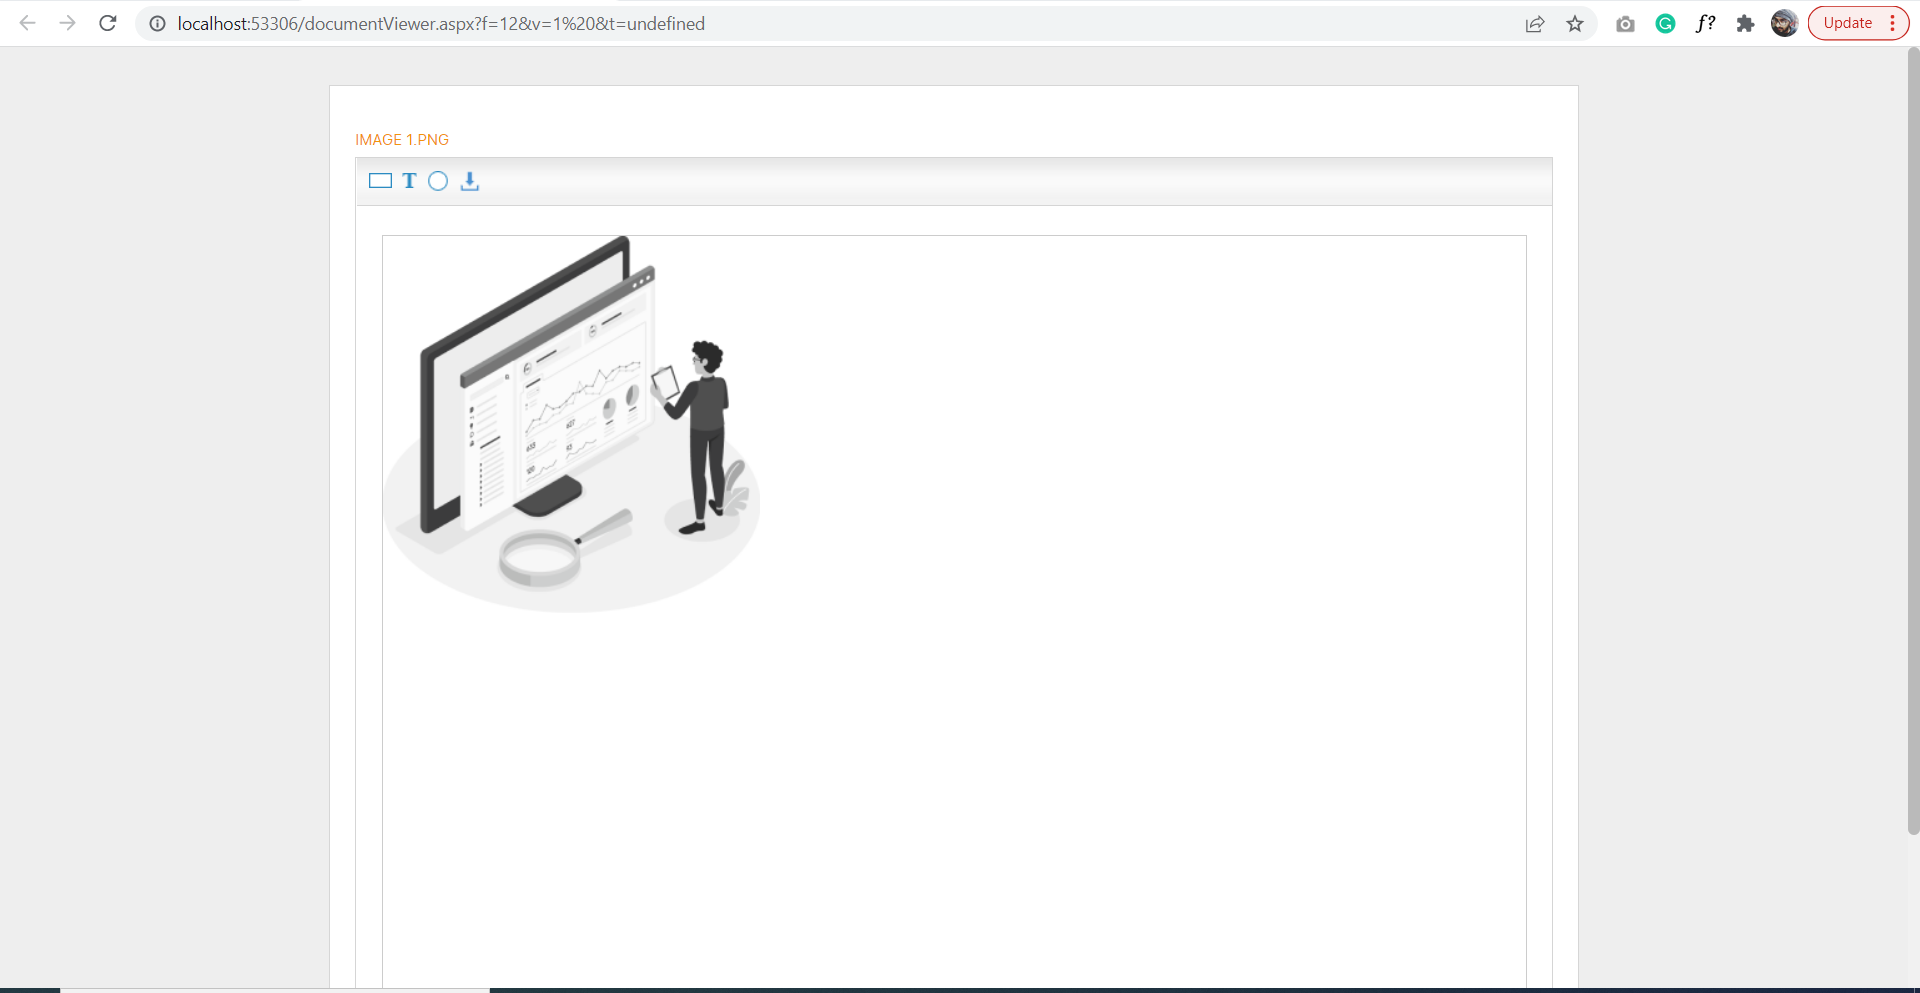 localhost:53306/documentViewer.aspx?f=12&v=1%20&t=undefined
f?
Update
IMAGE 1.PNG
T